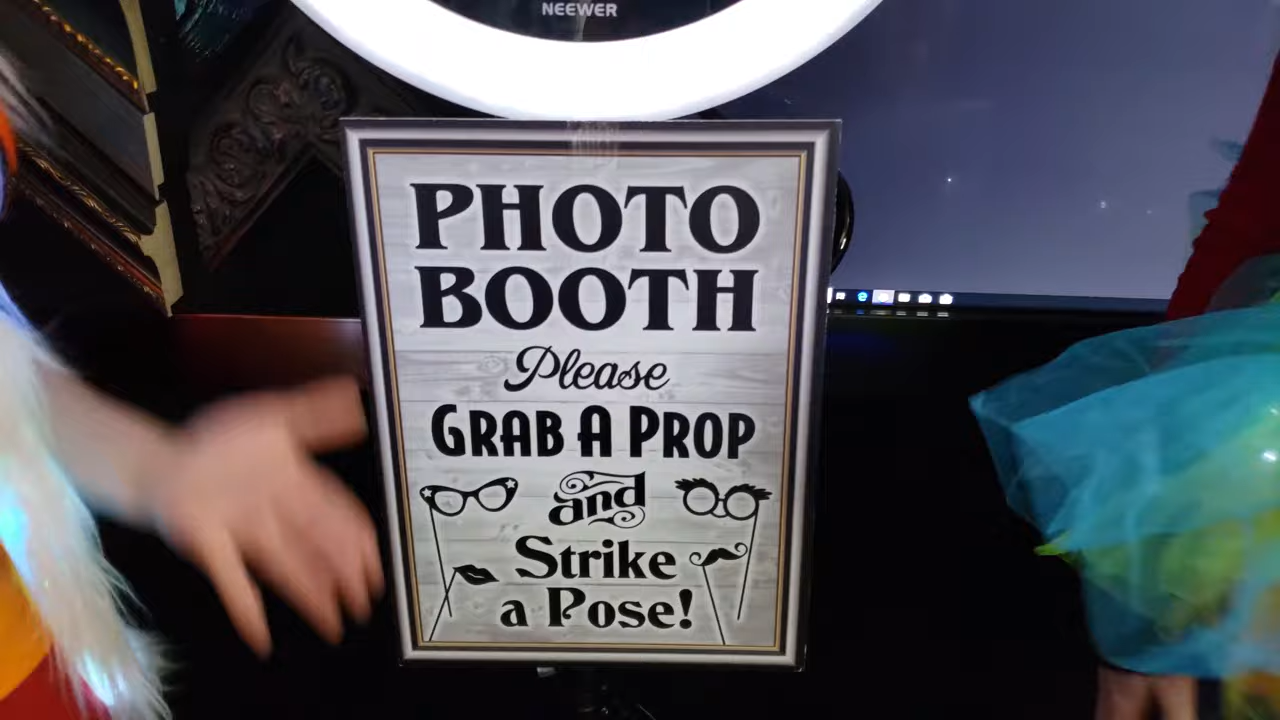 NEEWER
PHOTO
BOOTH
Please
GRAB A PROP
and
Strike
a Pose!